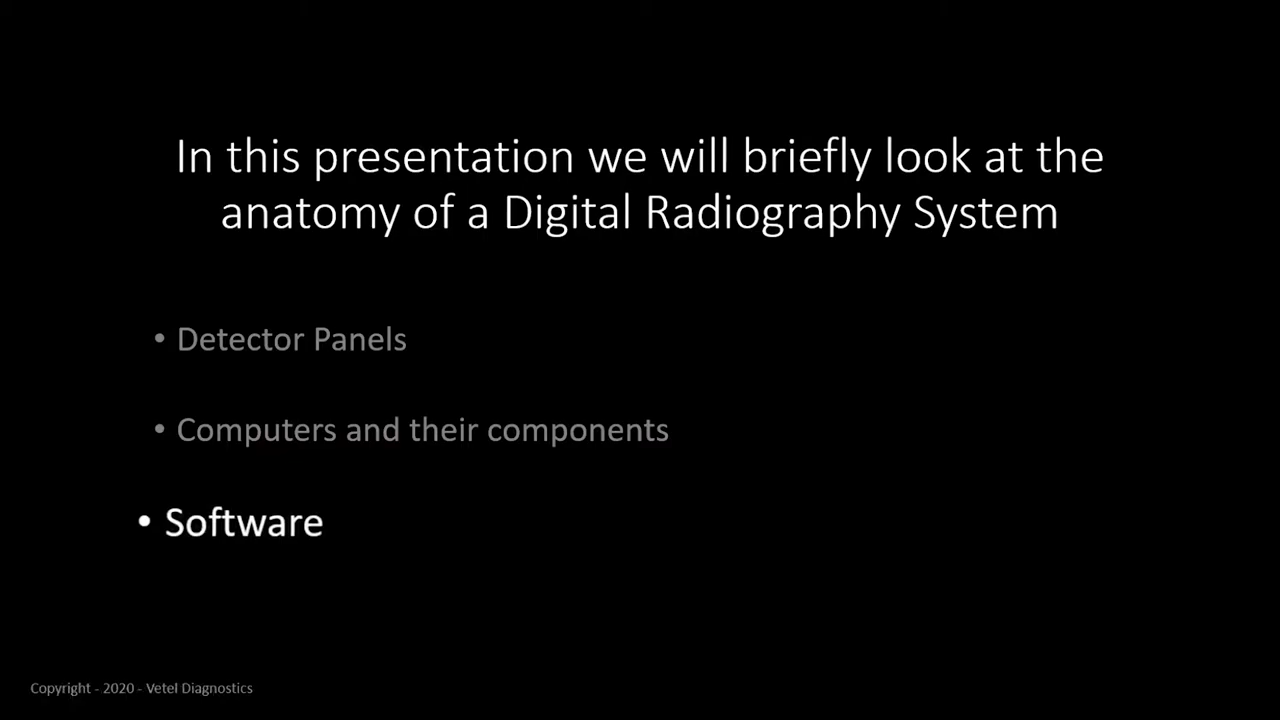 In this presentation we will briefly look at the
anatomy of a Digital Radiography System
• Detector Panels
• Computers and their components
• Software
Copyright - 2020 - Vetel Diagnostics